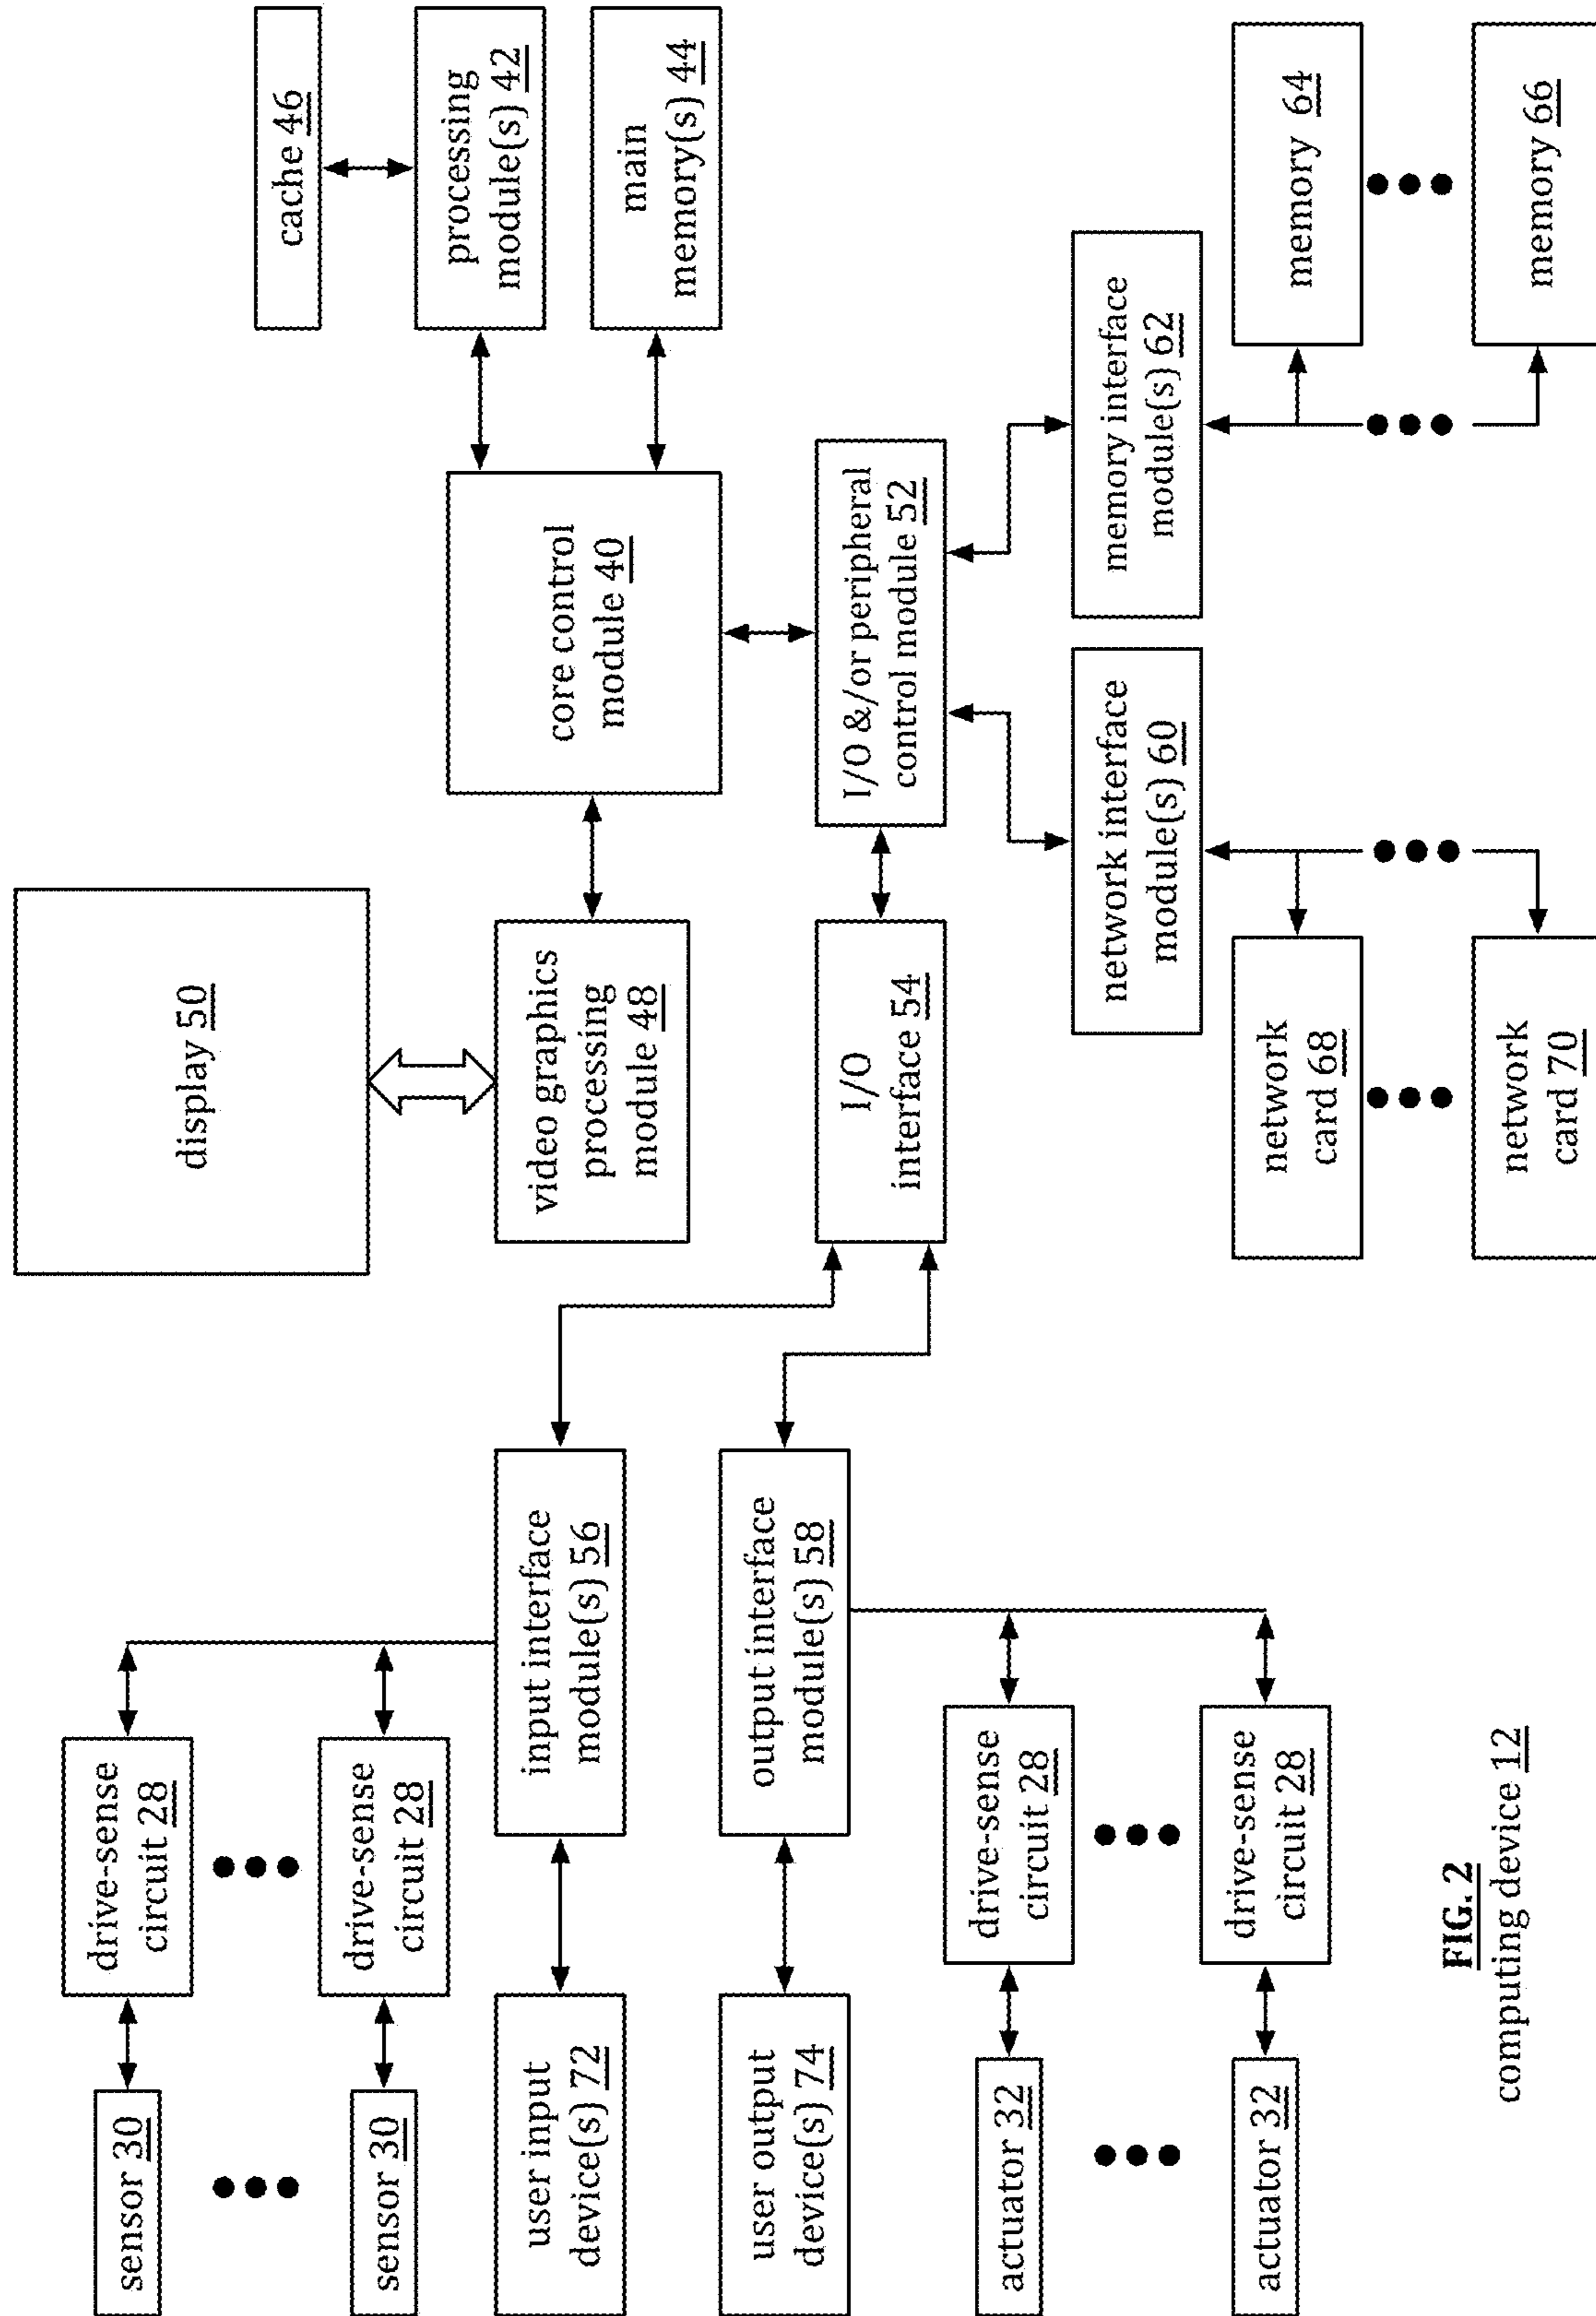 display 50
cache 46
processing
module(s) 42
main
memory(s) 44
core control
module 40
video graphics
processing
module 48
I/O &/or peripheral
control module 52
I/O
interface 54
sensor 30
drive-sense
circuit 28
sensor 30
drive-sense
circuit 28
user input
device(s) 72
input interface
module(s) 56
user output
device(s) 74
output interface
module(s) 58
actuator 32
drive-sense
circuit 28
actuator 32
drive-sense
circuit 28
network interface
module(s) 60
memory interface
module(s) 62
network
card 68
memory 64
network
card 70
memory 66
FIG. 2
computing device 12